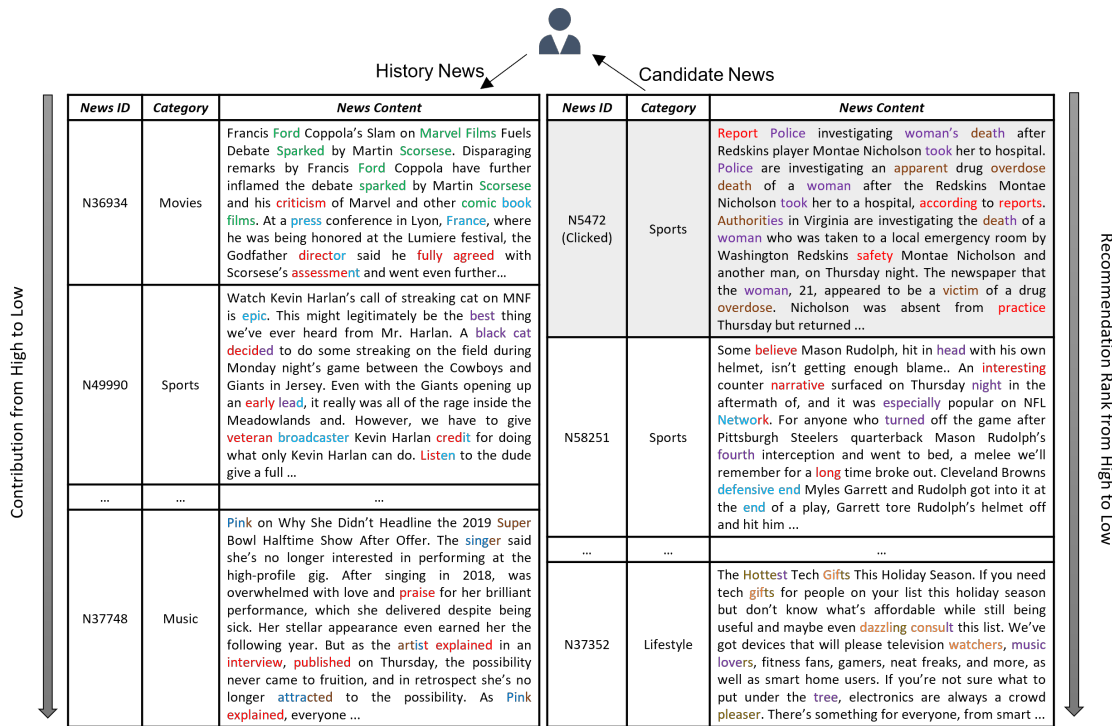 History News
Candidate News
Contribution from High to Low
News ID
Category
News Content
N36934
Movies
Francis Ford Coppola’s Slam on Marvel Films Fuels
Debate Sparked by Martin Scorsese. Disparaging
remarks by Francis Ford Coppola have further
inflamed the debate sparked by Martin Scorsese
and his criticism of Marvel and other comic book
films. At a press conference in Lyon, France, where
he was being honored at the Lumiere festival, the
Godfather director said he fully agreed with
Scorsese’s assessment and went even further…
N49990
Sports
Watch Kevin Harlan’s call of streaking cat on MNF
is epic. This might legitimately be the best thing
we’ve ever heard from Mr. Harlan. A black cat
decided to do some streaking on the field during
Monday night’s game between the Cowboys and
Giants in Jersey. Even with the Giants opening up
an early lead, it really was all of the rage inside the
Meadowlands and. However, we have to give
veteran broadcaster Kevin Harlan credit for doing
what only Kevin Harlan can do. Listen to the dude
give a full ...
...
...
...
N37748
Music
Pink on Why She Didn’t Headline the 2019 Super
Bowl Halftime Show After Offer. The singer said
she’s no longer interested in performing at the
high-profile gig. After singing in 2018, was
overwhelmed with love and praise for her brilliant
performance, which she delivered despite being
sick. Her stellar appearance even earned her the
following year. But as the artist explained in an
interview, published on Thursday, the possibility
never came to fruition, and in retrospect she’s no
longer attracted to the possibility. As Pink
explained, everyone ...
News ID
Category
News Content
N5472
(Clicked)
Sports
Report Police investigating woman’s death after
Redskins player Montae Nicholson took her to hospital.
Police are investigating an apparent drug overdose
death of a woman after the Redskins Montae
Nicholson took her to a hospital, according to reports.
Authorities in Virginia are investigating the death of a
woman who was taken to a local emergency room by
Washington Redskins safety Montae Nicholson and
another man, on Thursday night. The newspaper that
the woman, 21, appeared to be a victim of a drug
overdose. Nicholson was absent from practice
Thursday but returned ...
N58251
Sports
Some believe Mason Rudolph, hit in head with his own
helmet, isn’t getting enough blame.. An interesting
counter narrative surfaced on Thursday night in the
aftermath of, and it was especially popular on NFL
Network. For anyone who turned off the game after
Pittsburgh Steelers quarterback Mason Rudolph’s
fourth interception and went to bed, a melee we’ll
remember for a long time broke out. Cleveland Browns
defensive end Myles Garrett and Rudolph got into it at
the end of a play, Garrett tore Rudolph’s helmet off
and hit him ...
...
...
...
N37352
Lifestyle
The Hottest Tech Gifts This Holiday Season. If you need
tech gifts for people on your list this holiday season
but don’t know what’s affordable while still being
useful and maybe even dazzling consult this list. We’ve
got devices that will please television watchers, music
lovers, fitness fans, gamers, neat freaks, and more, as
well as smart home users. If you’re not sure what to
put under the tree, electronics are always a crowd
pleaser. There’s something for everyone, from smart ...
Recommendation Rank from High to Low